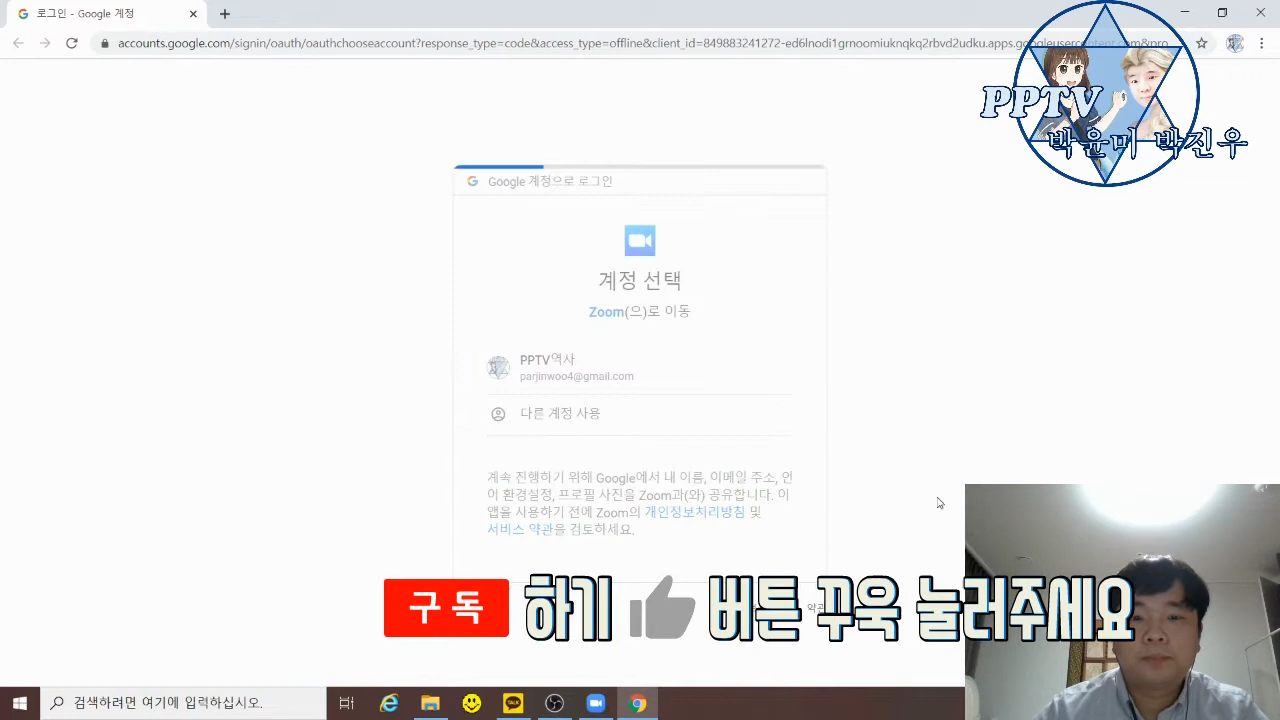 로그인 - Google 계정
accounts.google.com/signin/oauth/oauthchooseaccount?response_type=code&access_type=offline&client_id=849883241272-ed6lnodi1grnoomiuknqkq2rbvd2udku.apps.googleusercontent.com&pro
PPTV
박윤미 박진우
Google 계정으로 로그인
계정 선택
Zoom(으)로 이동
PPTV역사
parjinwoo4@gmail.com
다른 계정 사용
계속 진행하기 위해 Google에서 내 이름, 이메일 주소, 언
어 환경설정, 프로필 사진을 Zoom과(와) 공유합니다. 이
앱을 사용하기 전에 Zoom의 개인정보처리방침 및
서비스 약관을 검토하세요.
구독 하기 버튼 꾸욱 눌러주세요
약관
검색하려면 여기에 입력하십시오.
TALK